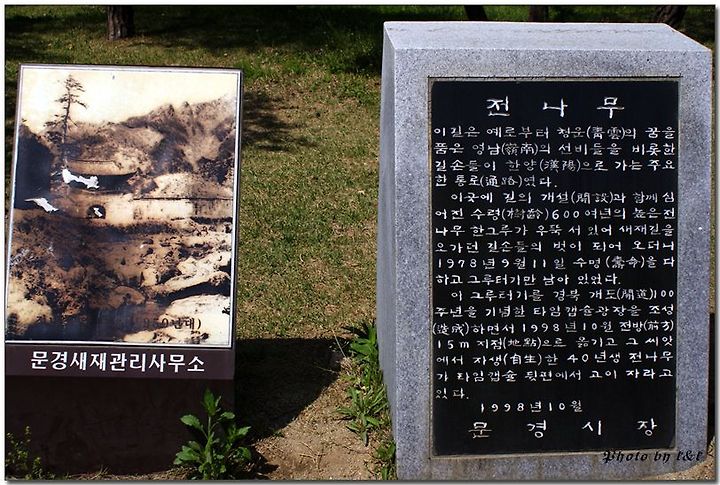 전나무
이길은 예로부터 청운(靑雲)의 꿈을
품은 영남(嶺南)의 선비들을 비롯한
길손들이 한양(漢陽)으로 가는 주요
한 통로(通路)였다.
이곳에 길의 개설(開設)과 함께 심
어진 수령(樹齡)600여년의 높은전
나무 한그루가 우뚝 서 있어 새재길을
오가던 길손들의 벗이 되어 오더니
1978년9월11일 수명(壽命)을 다
하고 그루터기만 남아 있었다.
이 그루터기를 경북 개도(開道)100
주년을 기념한 타임캡슐광장을 조성
(造成)하면서 1998년10월 전방(前方)
15m 지점(地點)으로 옮기고 그 씨앗
에서 자생(自生)한 40년생 전나무
가 타임캡슐 뒷편에서 고이 자라고
있다.
1998년10월
문경시장
0년대)
문경새재관리사무소
Photo by t&t